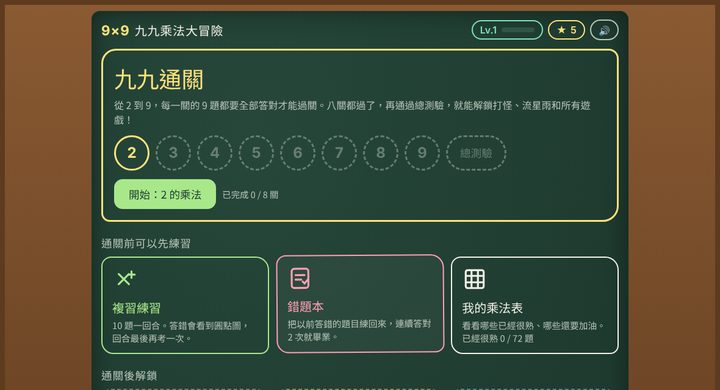 9×9 九九乘法大冒險
Lv.1
★ 5
九九通關
從 2 到 9，每一關的 9 題都要全部答對才能過關。八關都過了，再通過總測驗，就能解鎖打怪、流星雨和所有遊
戲！
2 3 4 5 6 7 8 9 總測驗
開始：2 的乘法
已完成 0 / 8 關
通關前可以先練習
複習練習
10 題一回合。答錯會看到圓點圖，
回合最後再考一次。
錯題本
把以前答錯的題目練回來，連續答對
2 次就畢業。
我的乘法表
看看哪些已經很熟、哪些還要加油。
已經很熟 0 / 72 題
通關後解鎖